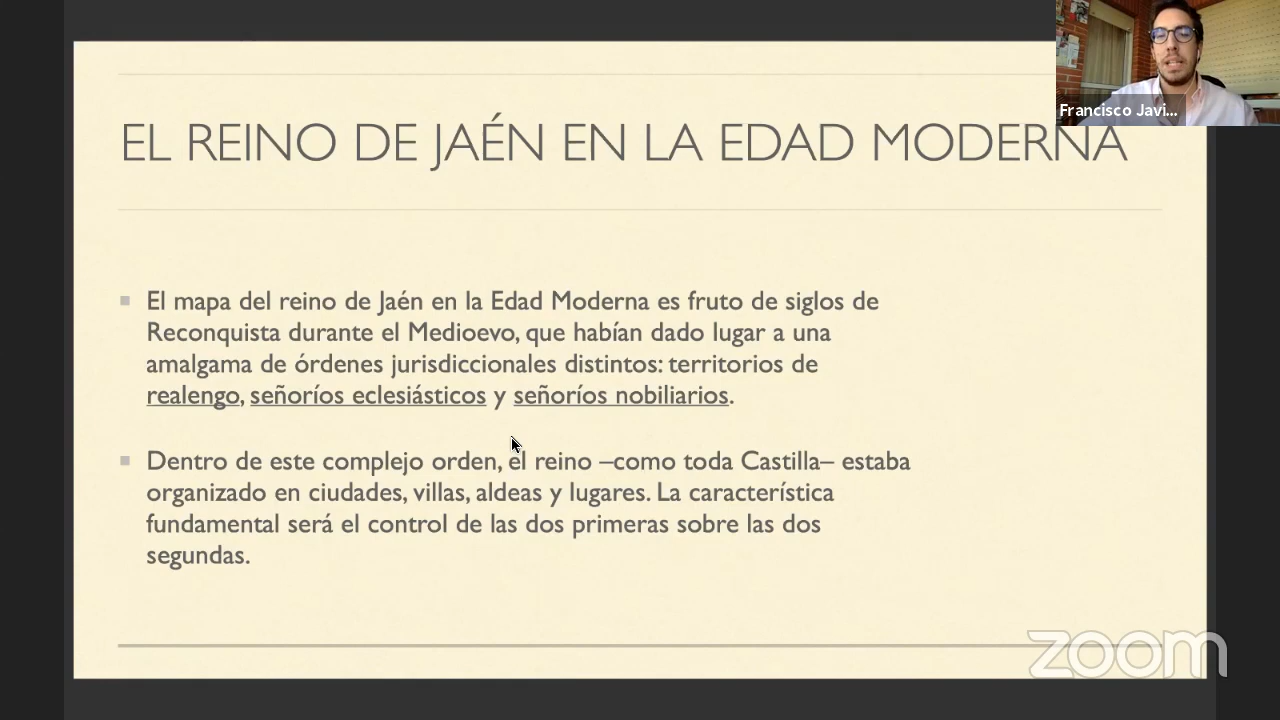 EL REINO DE JAÉN EN LA EDAD MODERNA
Francisco Javi...
El mapa del reino de Jaén en la Edad Moderna es fruto de siglos de
Reconquista durante el Medioevo, que habían dado lugar a una
amalgama de órdenes jurisdiccionales distintos: territorios de
realengo, señoríos eclesiásticos y señoríos nobiliarios.
Dentro de este complejo orden, el reino –como toda Castilla– estaba
organizado en ciudades, villas, aldeas y lugares. La característica
fundamental será el control de las dos primeras sobre las dos
segundas.
zoom